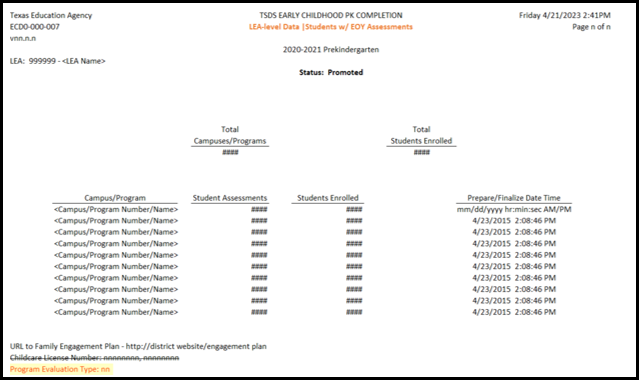 Texas Education Agency TSDS EARLY CHILDHOOD PK COMPLETION Friday 4/21/2023 2:41PM
ECD0-000-007 LEA-level Data |Students w/ EOY Assessments Page n of n
vnn.n.n
2020-2021 Prekindergarten
LEA: 999999 - <LEA Name>
Status: Promoted
Total Total
Campuses/Programs Students Enrolled
#### ####
Campus/Program Student Assessments Students Enrolled Prepare/Finalize Date Time
<Campus/Program Number/Name> #### #### mm/dd/yyyy hr:min:sec AM/PM
<Campus/Program Number/Name> #### #### 4/23/2015 2:08:46 PM
<Campus/Program Number/Name> #### #### 4/23/2015 2:08:46 PM
<Campus/Program Number/Name> #### #### 4/23/2015 2:08:46 PM
<Campus/Program Number/Name> #### #### 4/23/2015 2:08:46 PM
<Campus/Program Number/Name> #### #### 4/23/2015 2:08:46 PM
<Campus/Program Number/Name> #### #### 4/23/2015 2:08:46 PM
<Campus/Program Number/Name> #### #### 4/23/2015 2:08:46 PM
<Campus/Program Number/Name> #### #### 4/23/2015 2:08:46 PM
<Campus/Program Number/Name> #### #### 4/23/2015 2:08:46 PM
URL to Family Engagement Plan - http://district website/engagement plan
Childcare License Number: nnnnnnnn, nnnnnnnn
Program Evaluation Type: nn